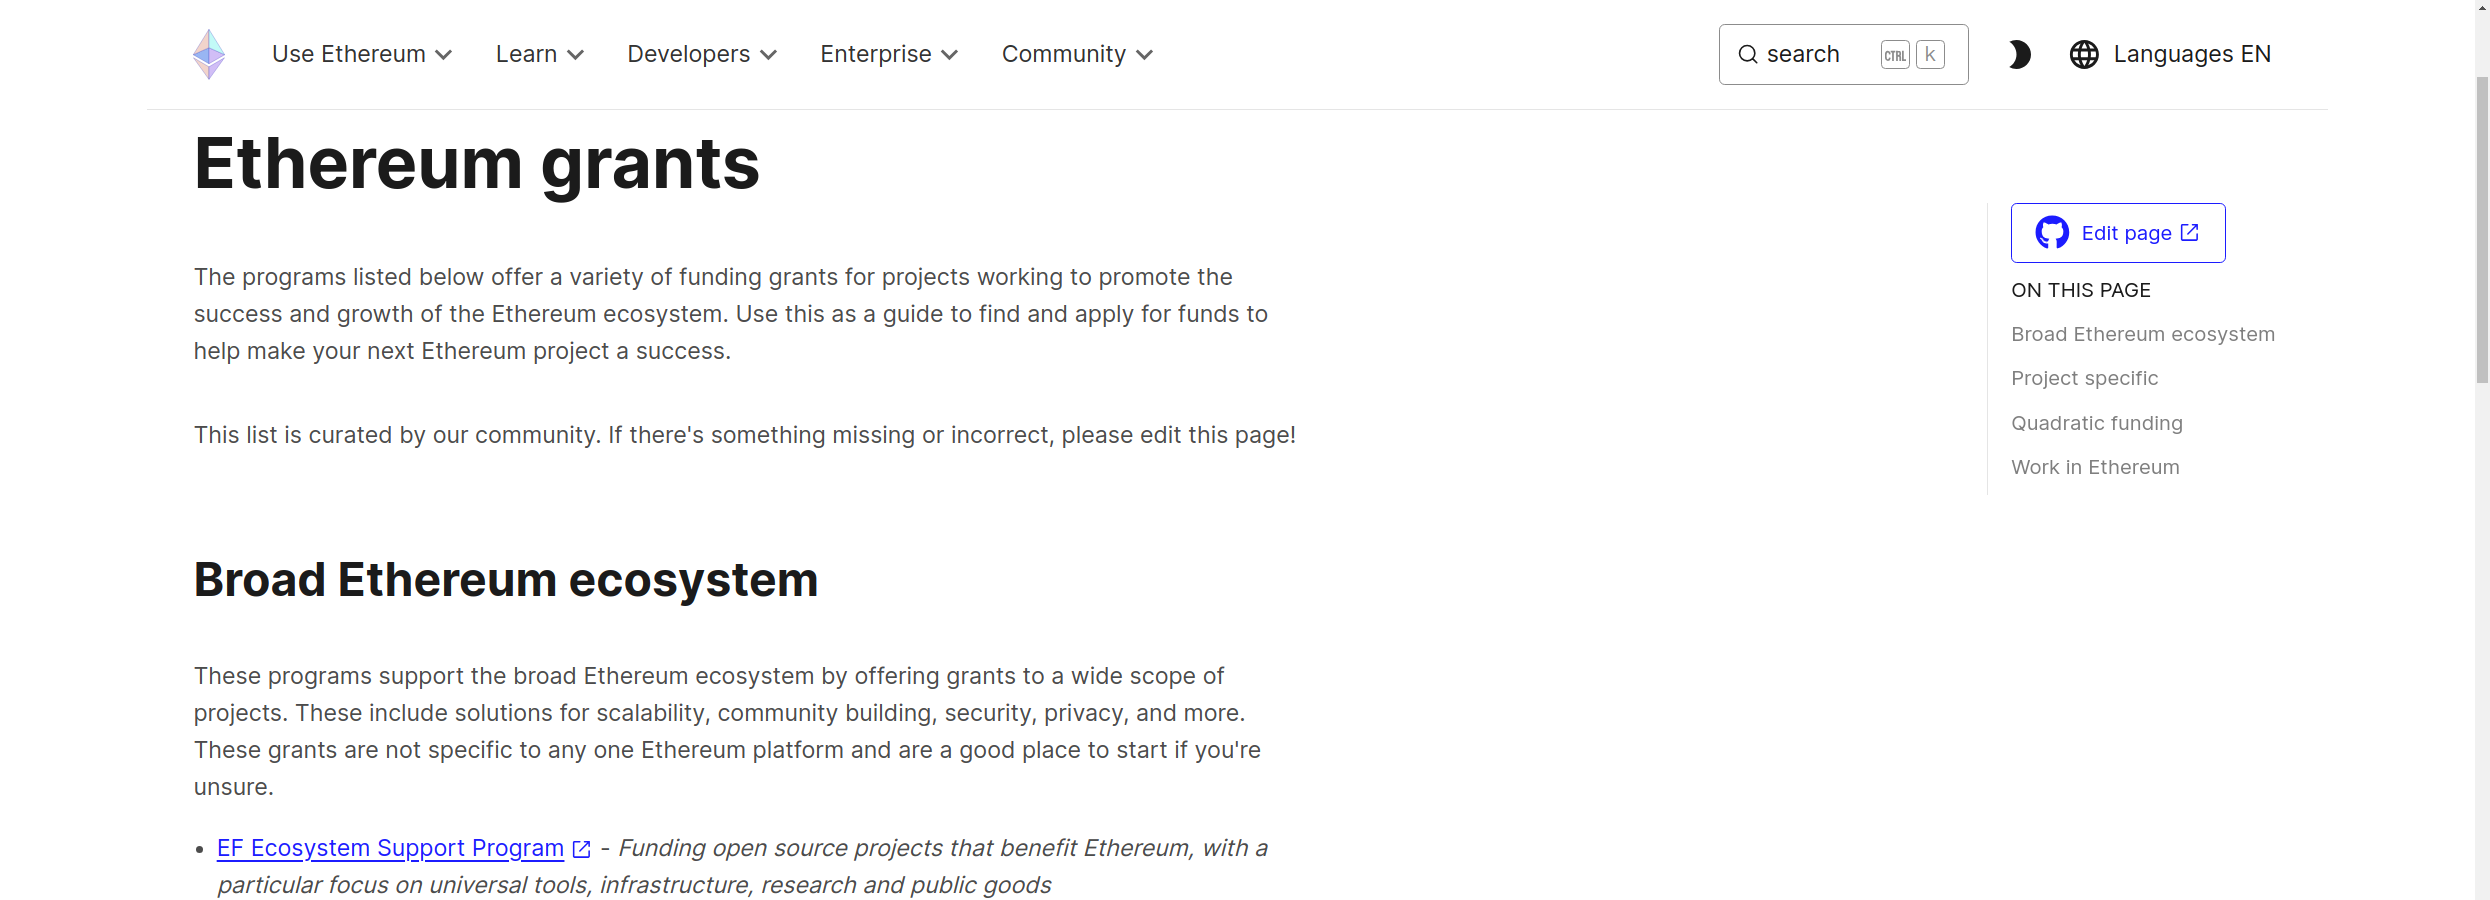 Use Ethereum Learn Developers Enterprise Community search CTRL k Languages EN
Ethereum grants
The programs listed below offer a variety of funding grants for projects working to promote the
success and growth of the Ethereum ecosystem. Use this as a guide to find and apply for funds to
help make your next Ethereum project a success.
This list is curated by our community. If there's something missing or incorrect, please edit this page!
Edit page
ON THIS PAGE
Broad Ethereum ecosystem
Project specific
Quadratic funding
Work in Ethereum
Broad Ethereum ecosystem
These programs support the broad Ethereum ecosystem by offering grants to a wide scope of
projects. These include solutions for scalability, community building, security, privacy, and more.
These grants are not specific to any one Ethereum platform and are a good place to start if you're
unsure.
• EF Ecosystem Support Program - Funding open source projects that benefit Ethereum, with a
particular focus on universal tools, infrastructure, research and public goods